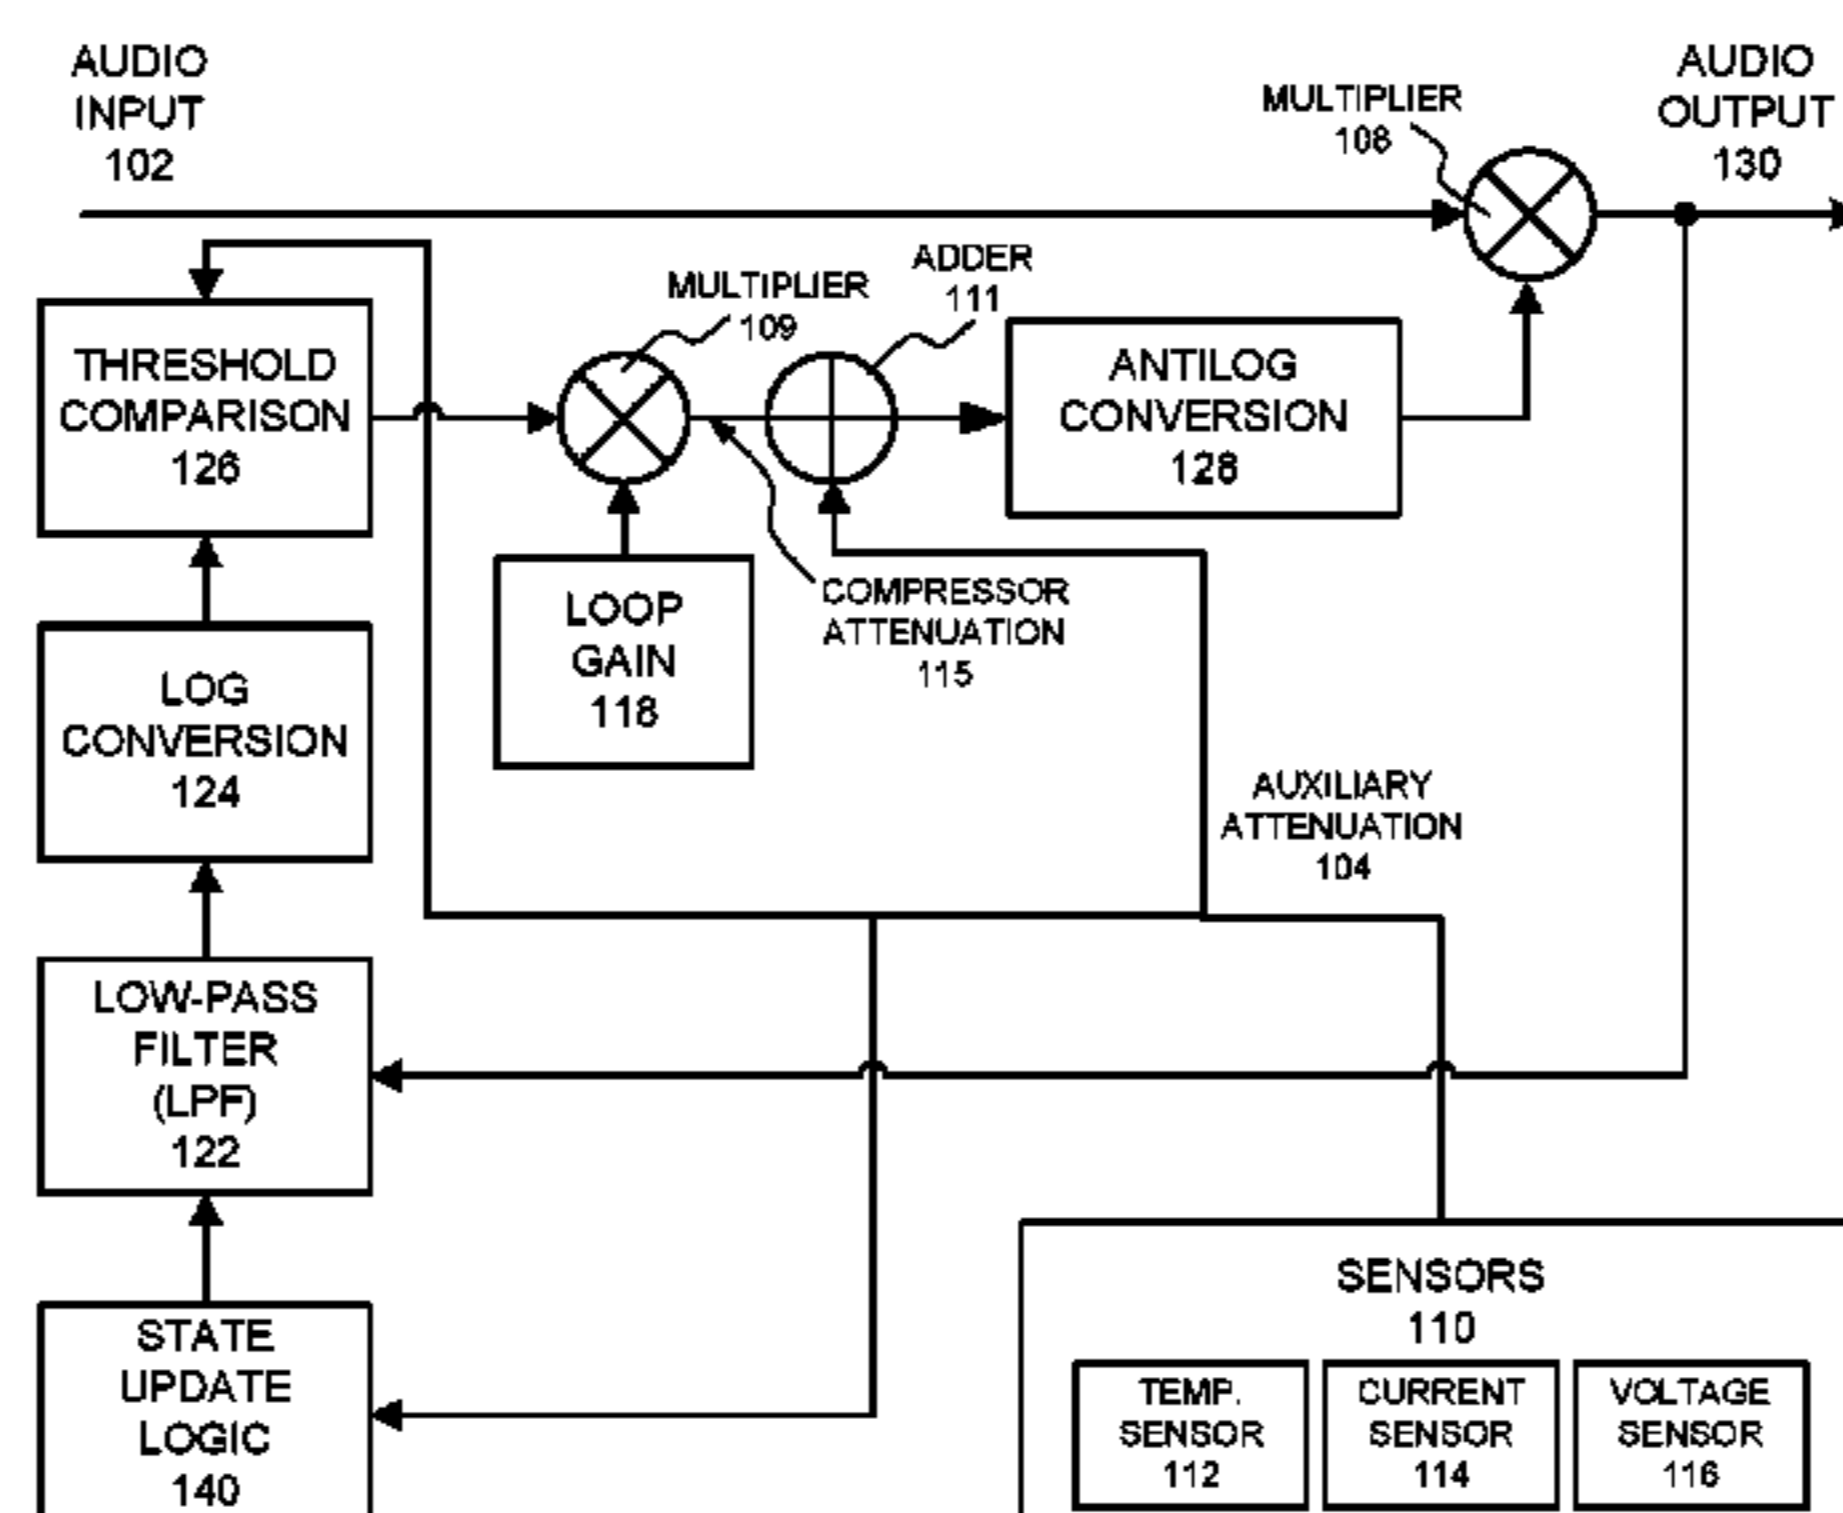 AUDIO
INPUT
102
MULTIPLIER
108
AUDIO
OUTPUT
130
MULTIPLIER
109
ADDER
111
THRESHOLD
COMPARISON
126
ANTILOG
CONVERSION
128
LOOP
GAIN
118
COMPRESSOR
ATTENUATION
115
LOG
CONVERSION
124
AUXILIARY
ATTENUATION
104
LOW-PASS
FILTER
(LPF)
122
STATE
UPDATE
LOGIC
140
SENSORS
110
TEMP.
SENSOR
112
CURRENT
SENSOR
114
VOLTAGE
SENSOR
116